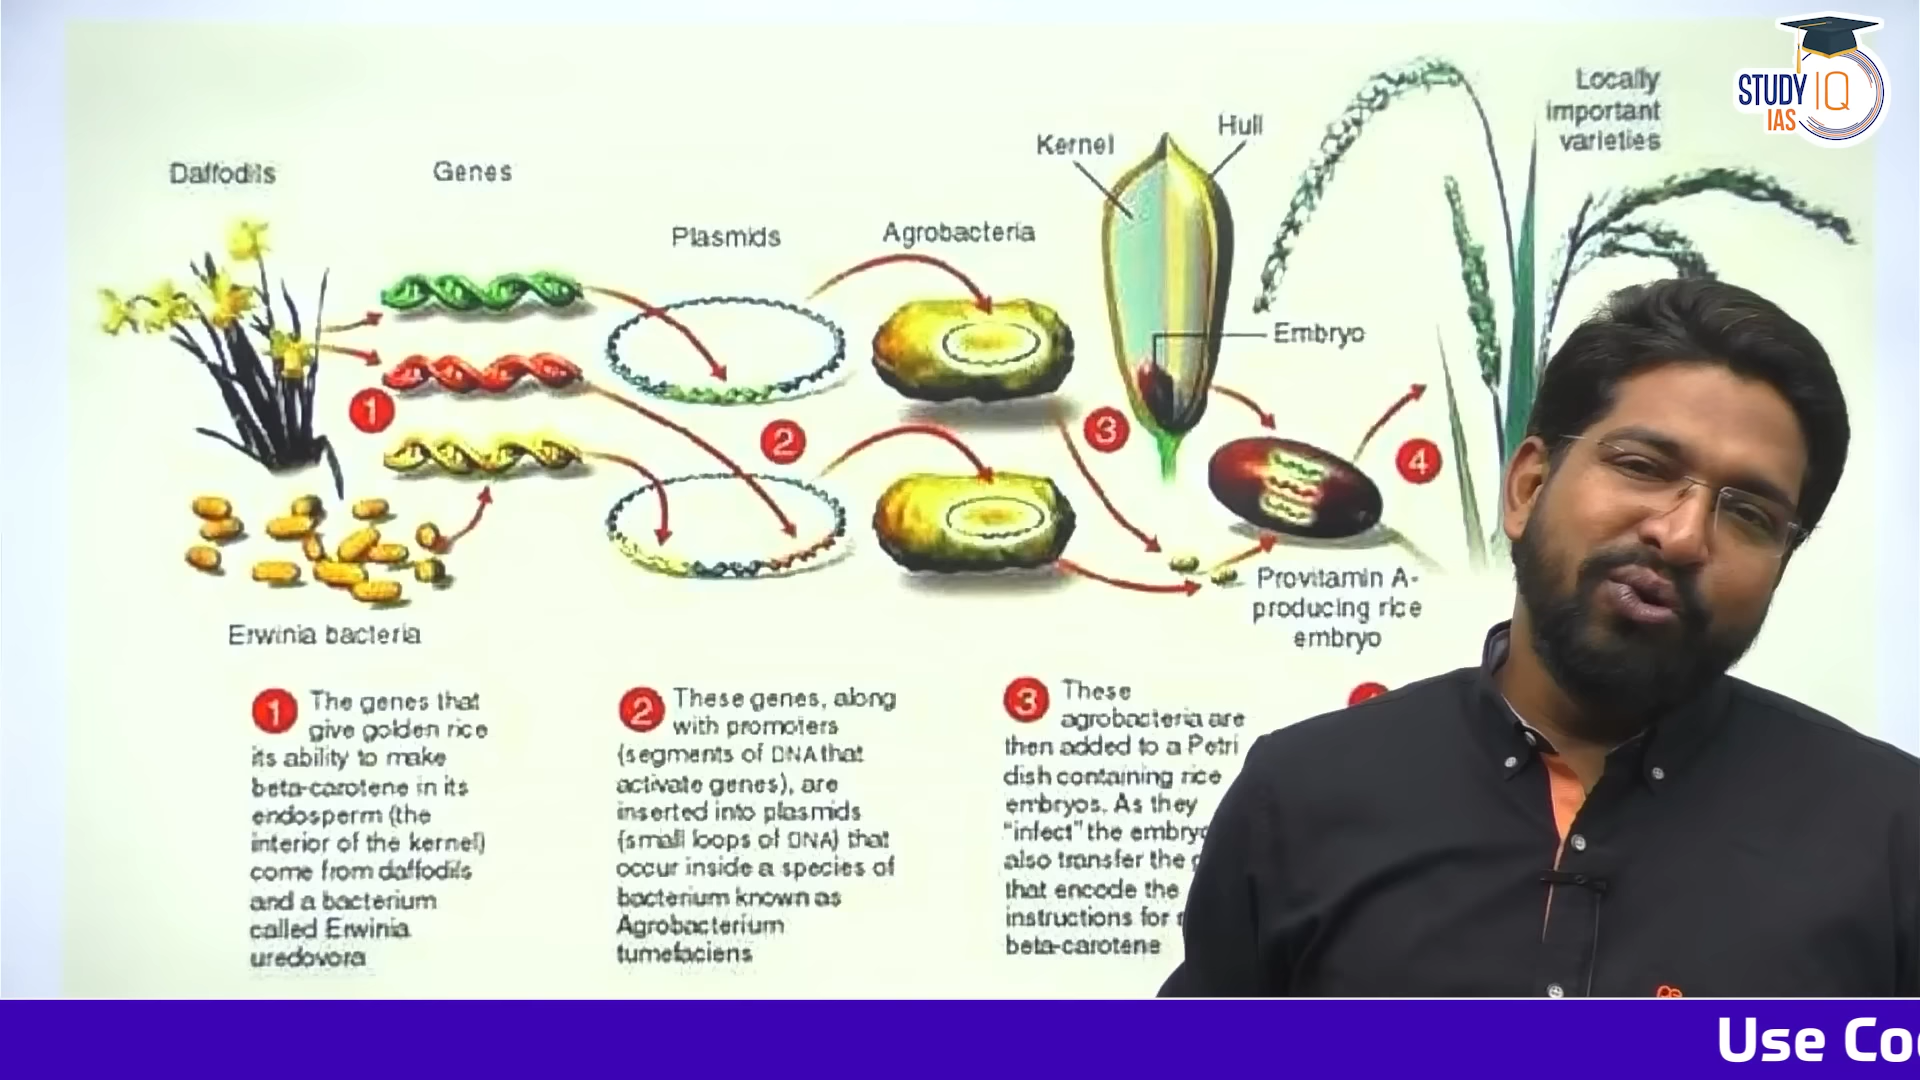 STUDY IQ
IAS
Locally
important
varieties
Hull
Kernel
Daffodils
Genes
Plasmids
Agrobacteria
Embryo
1
2
3
4
Provitamin A-
producing rice
embryo
Erwinia bacteria
1 The genes that
give golden rice
its ability to make
beta-carotene in its
endosperm (the
interior of the kernel)
come from daffodils
and a bacterium
called Erwinia
uredovora
2 These genes, along
with promoters
(segments of DNA that
activate genes), are
inserted into plasmids
(small loops of DNA) that
occur inside a species of
bacterium known as
Agrobacterium
tumefaciens
3 These
agrobacteria are
then added to a Petri
dish containing rice
embryos. As they
"infect" the
also transfer the
that encode the
instructions for
beta-carotene
Use